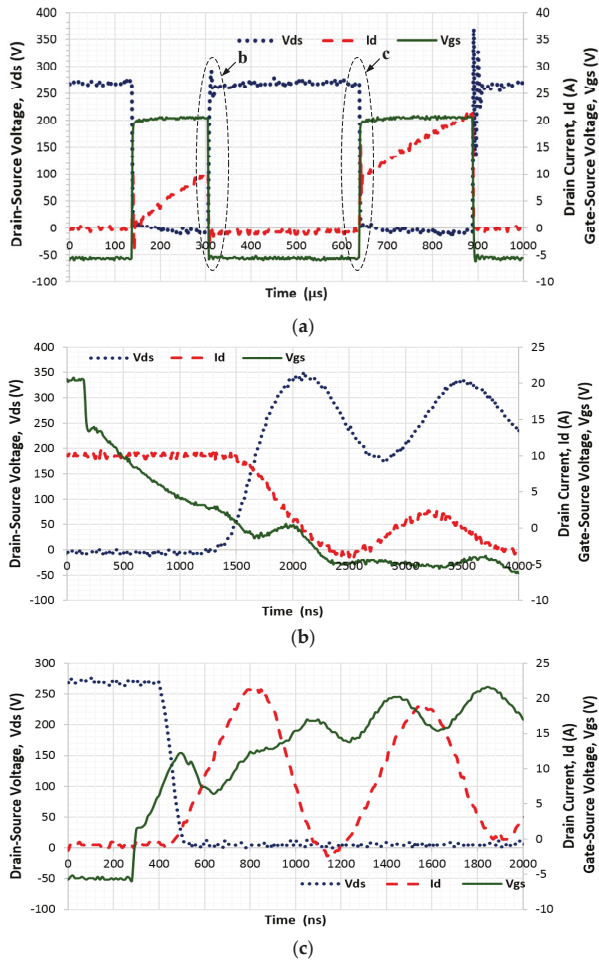 400
350
300
250
200
150
100
50
0
-50
-100
Drain-Source Voltage, Vds (V)
Vds Id Vgs
b
c
40
35
30
25
20
15
10
5
0
-5
-10
Drain Current, Id (A)
Gate-Source Voltage, Vgs (V)
0 100 200 300 400 500 600 700 800 900 1000
Time (µs)
(a)
400
350
300
250
200
150
100
50
0
-50
-100
Drain-Source Voltage, Vds (V)
Vds Id Vgs
25
20
15
10
5
0
-5
-10
Drain Current, Id (A)
Gate-Source Voltage, Vgs (V)
0 500 1000 1500 2000 2500 3000 3500 4000
Time (ns)
(b)
300
250
200
150
100
50
0
-50
-100
Drain-Source Voltage, Vds (V)
25
20
15
10
5
0
-5
-10
Drain Current, Id (A)
Gate-Source Voltage, Vgs (V)
0 200 400 600 800 1000 1200 1400 1600 1800 2000
Vds Id Vgs
Time (ns)
(c)